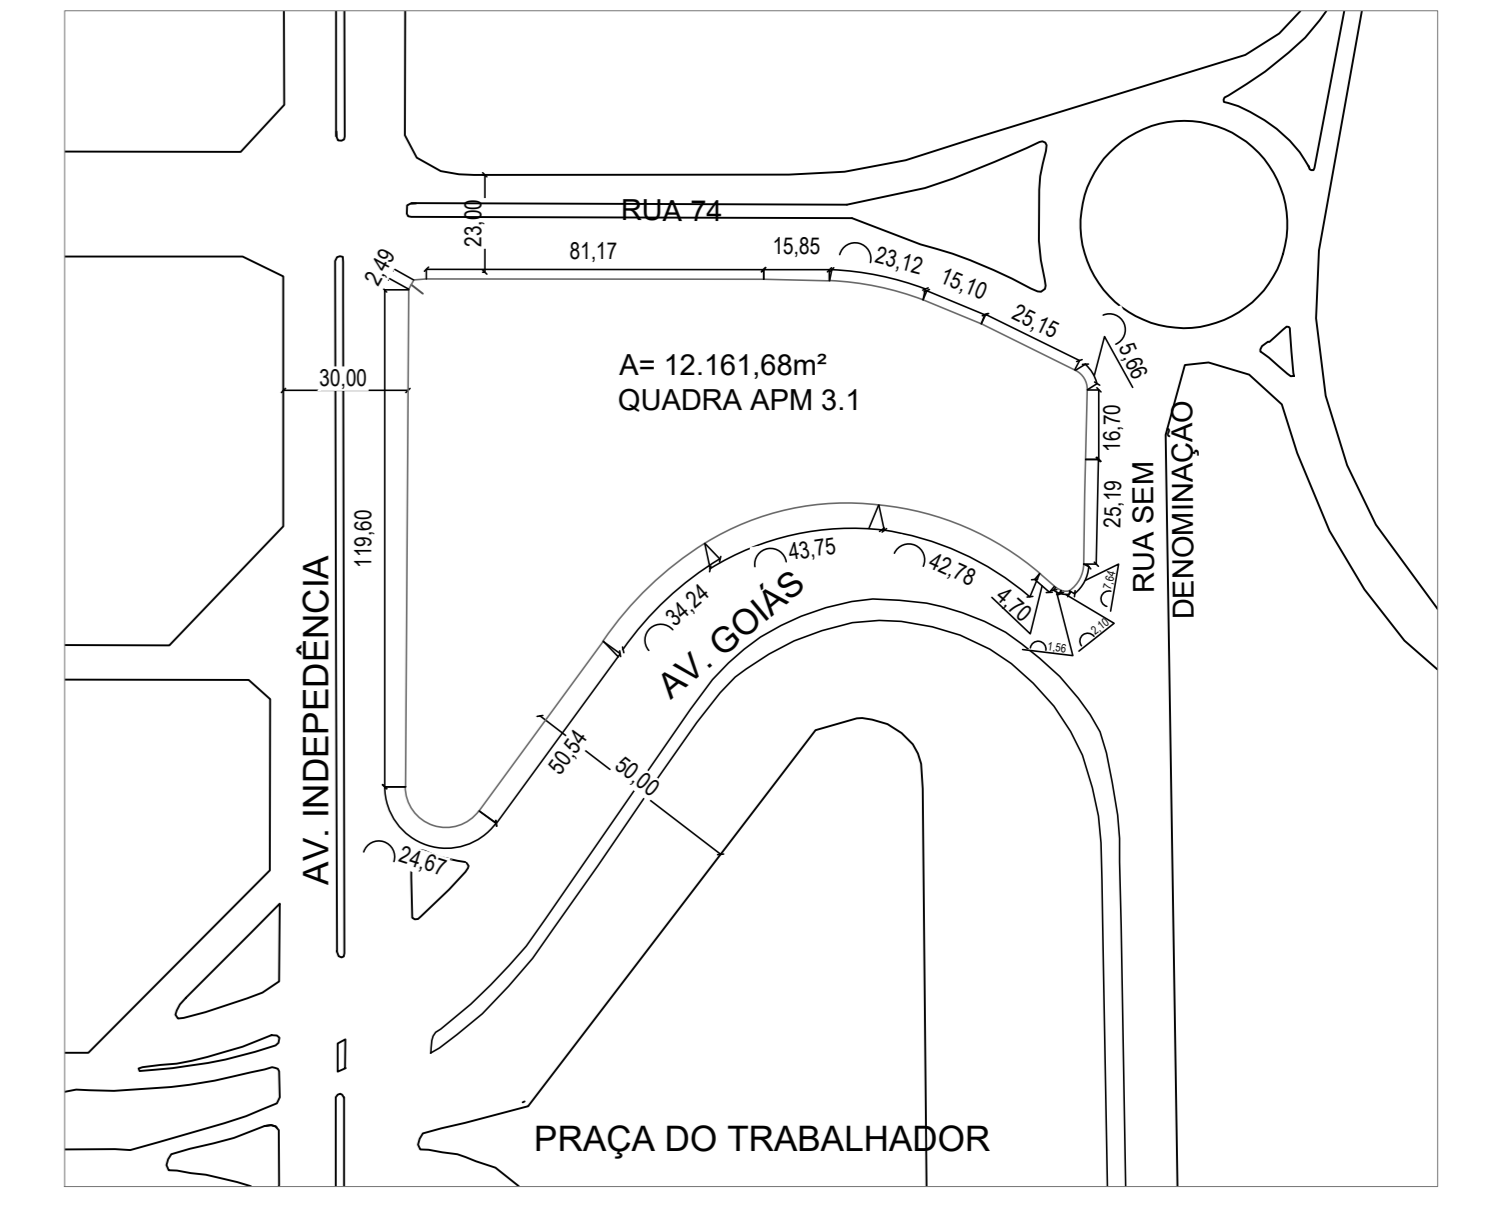 RUA 74
23,00
81,17
15,85
23,12
15,10
25,15
5,66
2,49
30,00
A= 12.161,68m²
QUADRA APM 3.1
16,70
25,19
RUA SEM
DENOMINAÇÃO
119,60
AV. INDEPEDÊNCIA
43,75
42,78
34,24
AV. GOIÁS
4,70
7,64
2,10
1,56
50,54
50,00
24,67
PRAÇA DO TRABALHADOR